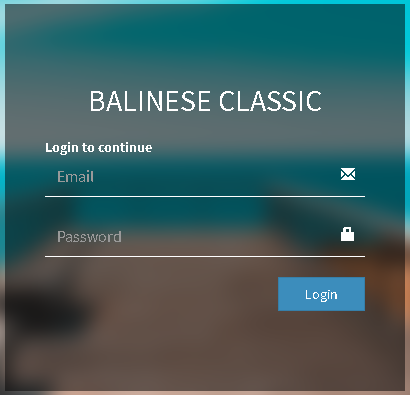 BALINESE CLASSIC
Login to continue
Email
Password
Login